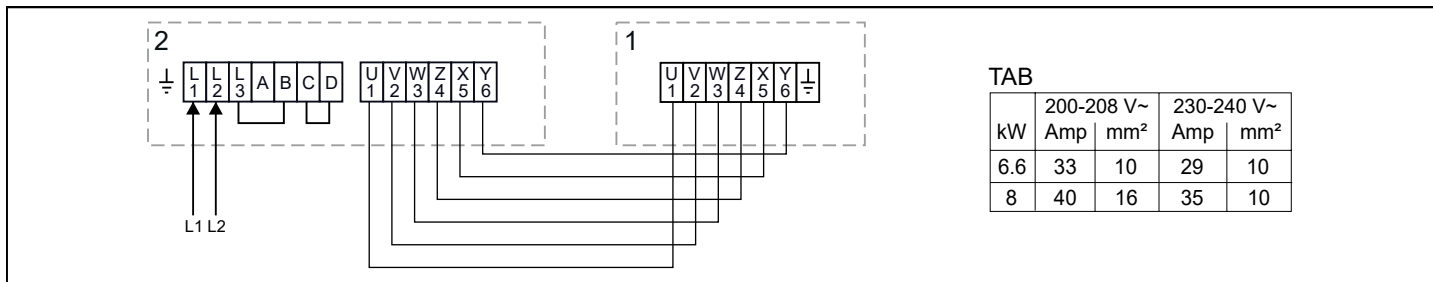 2
L1 L2 L3 A B C D
U1 V2 W3 Z4 X5 Y6
L1 L2
1
U1 V2 W3 Z4 X5 Y6
TAB
200-208 V~ 230-240 V~
kW Amp mm² Amp mm²
6.6 33 10 29 10
8 40 16 35 10